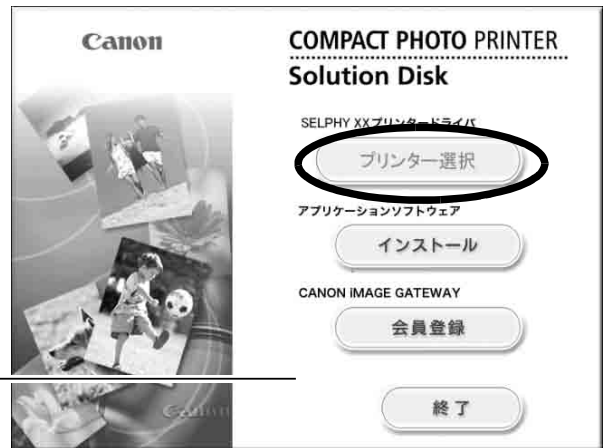 Canon
COMPACT PHOTO PRINTER
Solution Disk
SELPHY XXプリンタードライバ
プリンター選択
アプリケーションソフトウェア
インストール
CANON iMAGE GATEWAY
会員登録
終了
Canon